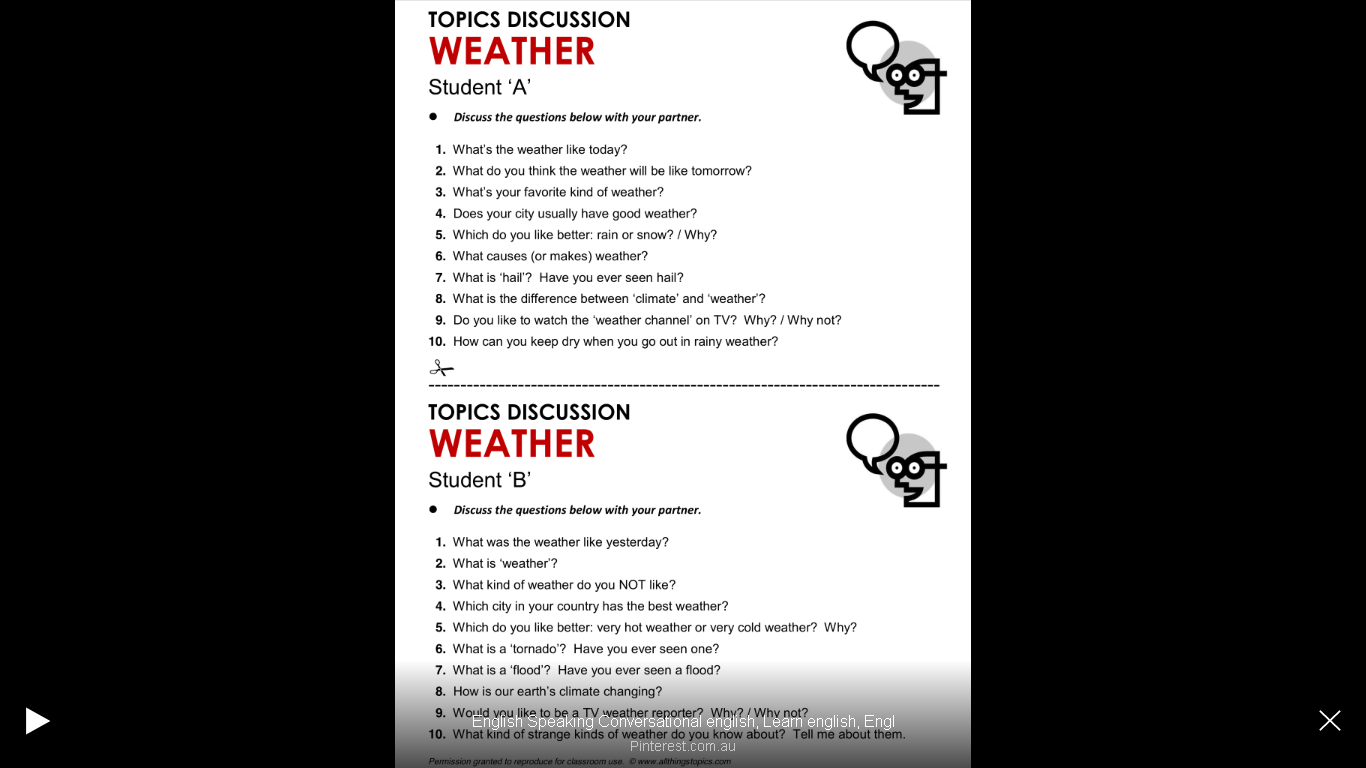 TOPICS DISCUSSION
WEATHER
Student ‘A’
● Discuss the questions below with your partner.
1. What’s the weather like today?
2. What do you think the weather will be like tomorrow?
3. What’s your favorite kind of weather?
4. Does your city usually have good weather?
5. Which do you like better: rain or snow? / Why?
6. What causes (or makes) weather?
7. What is ‘hail’?  Have you ever seen hail?
8. What is the difference between ‘climate’ and ‘weather’?
9. Do you like to watch the ‘weather channel’ on TV?  Why? / Why not?
10. How can you keep dry when you go out in rainy weather?
TOPICS DISCUSSION
WEATHER
Student ‘B’
● Discuss the questions below with your partner.
1. What was the weather like yesterday?
2. What is ‘weather’?
3. What kind of weather do you NOT like?
4. Which city in your country has the best weather?
5. Which do you like better: very hot weather or very cold weather?  Why?
6. What is a ‘tornado’?  Have you ever seen one?
7. What is a ‘flood’?  Have you ever seen a flood?
8. How is our earth’s climate changing?
9. Would you like to be a TV weather reporter?  Why? / Why not?
English Speaking Conversational english, Learn english, Engl
10. What kind of strange kinds of weather do you know about?  Tell me about them.
Pinterest.com.au
Permission granted to reproduce for classroom use.  © www.allthingstopics.com